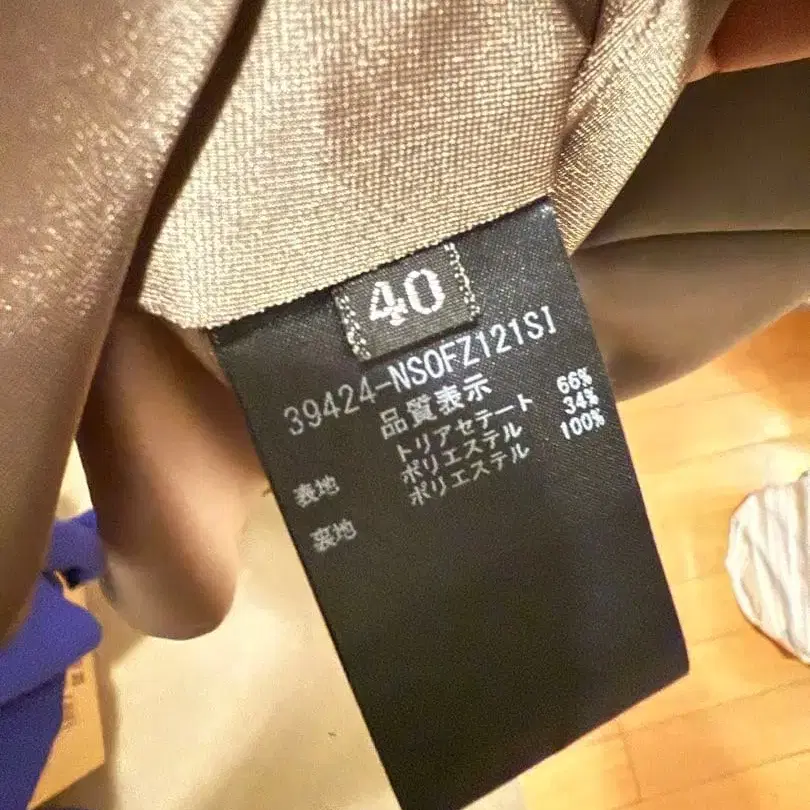 40
39424-NSOFZ121SI
品質表示
表地 トリアセテート 66%
ポリエステル 34%
裏地 ポリエステル 100%